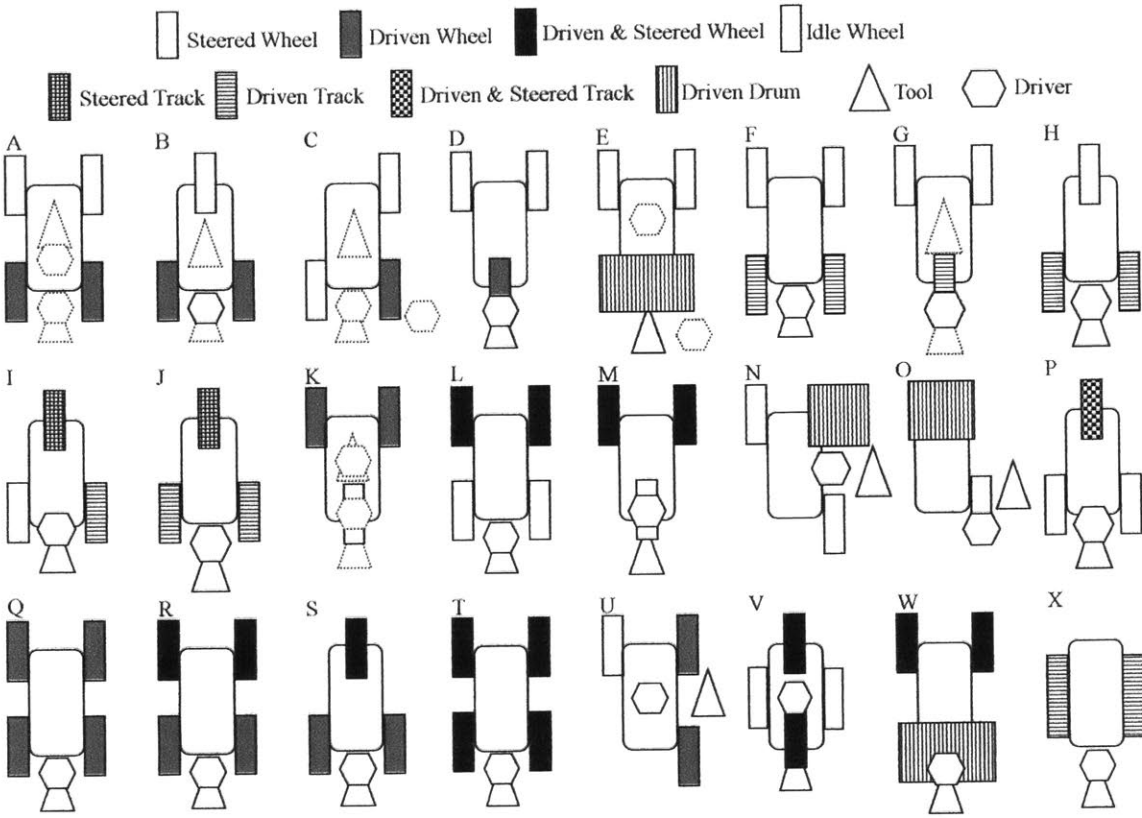 Steered Wheel Driven Wheel Driven & Steered Wheel Idle Wheel
Steered Track Driven Track Driven & Steered Track Driven Drum Tool Driver
A B C D E F G H
I J K L M N O P
Q R S T U V W X